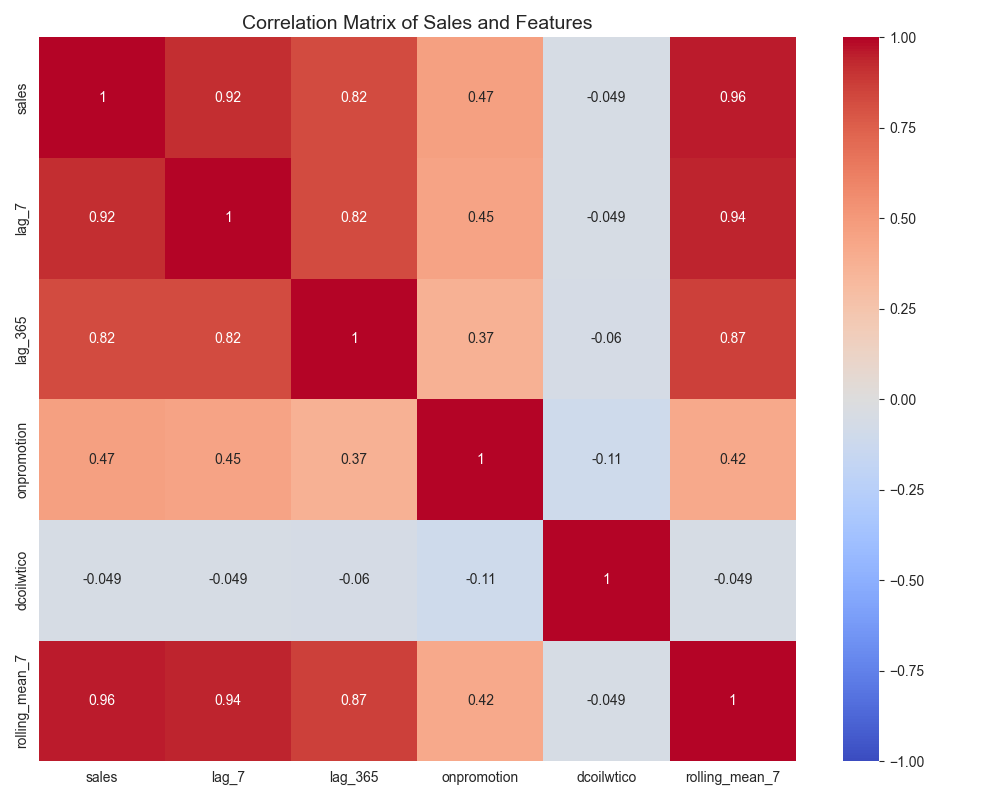 Correlation Matrix of Sales and Features
sales 1 0.92 0.82 0.47 -0.049 0.96
lag_7 0.92 1 0.82 0.45 -0.049 0.94
lag_365 0.82 0.82 1 0.37 -0.06 0.87
onpromotion 0.47 0.45 0.37 1 -0.11 0.42
dcoilwtico -0.049 -0.049 -0.06 -0.11 1 -0.049
rolling_mean_7 0.96 0.94 0.87 0.42 -0.049 1
sales lag_7 lag_365 onpromotion dcoilwtico rolling_mean_7
1.00
0.75
0.50
0.25
0.00
−0.25
−0.50
−0.75
−1.00